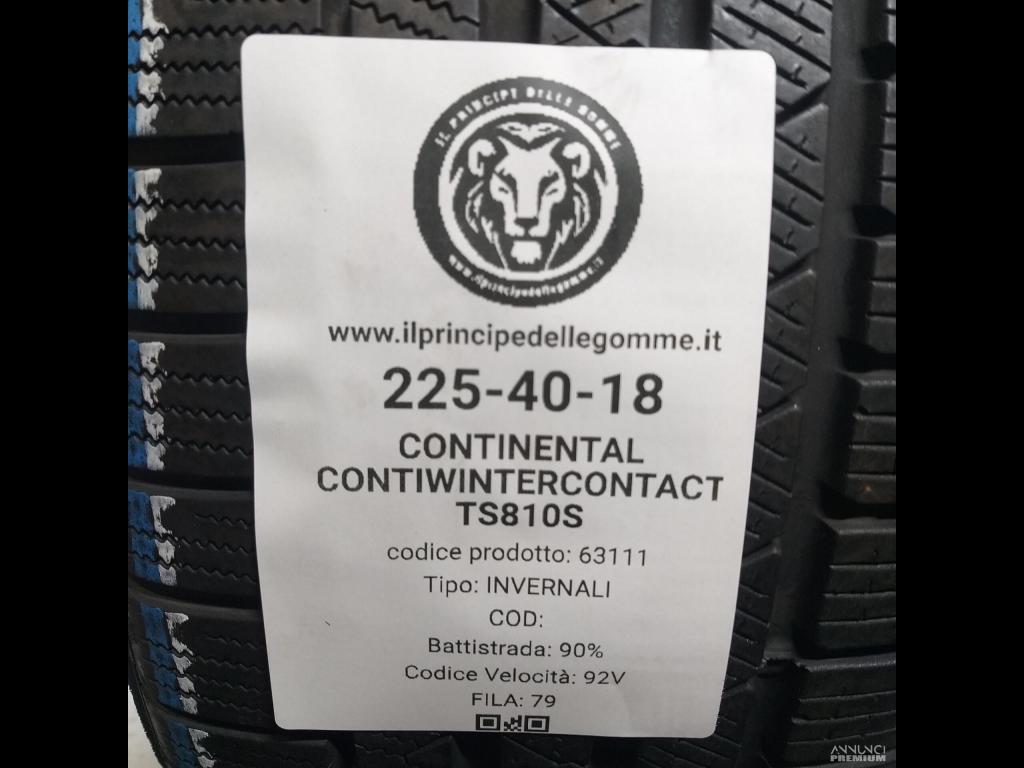 IL PRINCIPE DELLE GOMME
www.ilprincipedellegomme.it
www.ilprincipedellegomme.it
225-40-18
CONTINENTAL
CONTIWINTERCONTACT
TS810S
codice prodotto: 63111
Tipo: INVERNALI
COD:
Battistrada: 90%
Codice Velocità: 92V
FILA: 79
ANNUNCI
PREMIUM